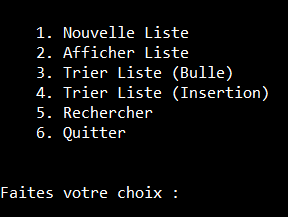 1. Nouvelle Liste
2. Afficher Liste
3. Trier Liste (Bulle)
4. Trier Liste (Insertion)
5. Rechercher
6. Quitter
Faites votre choix :